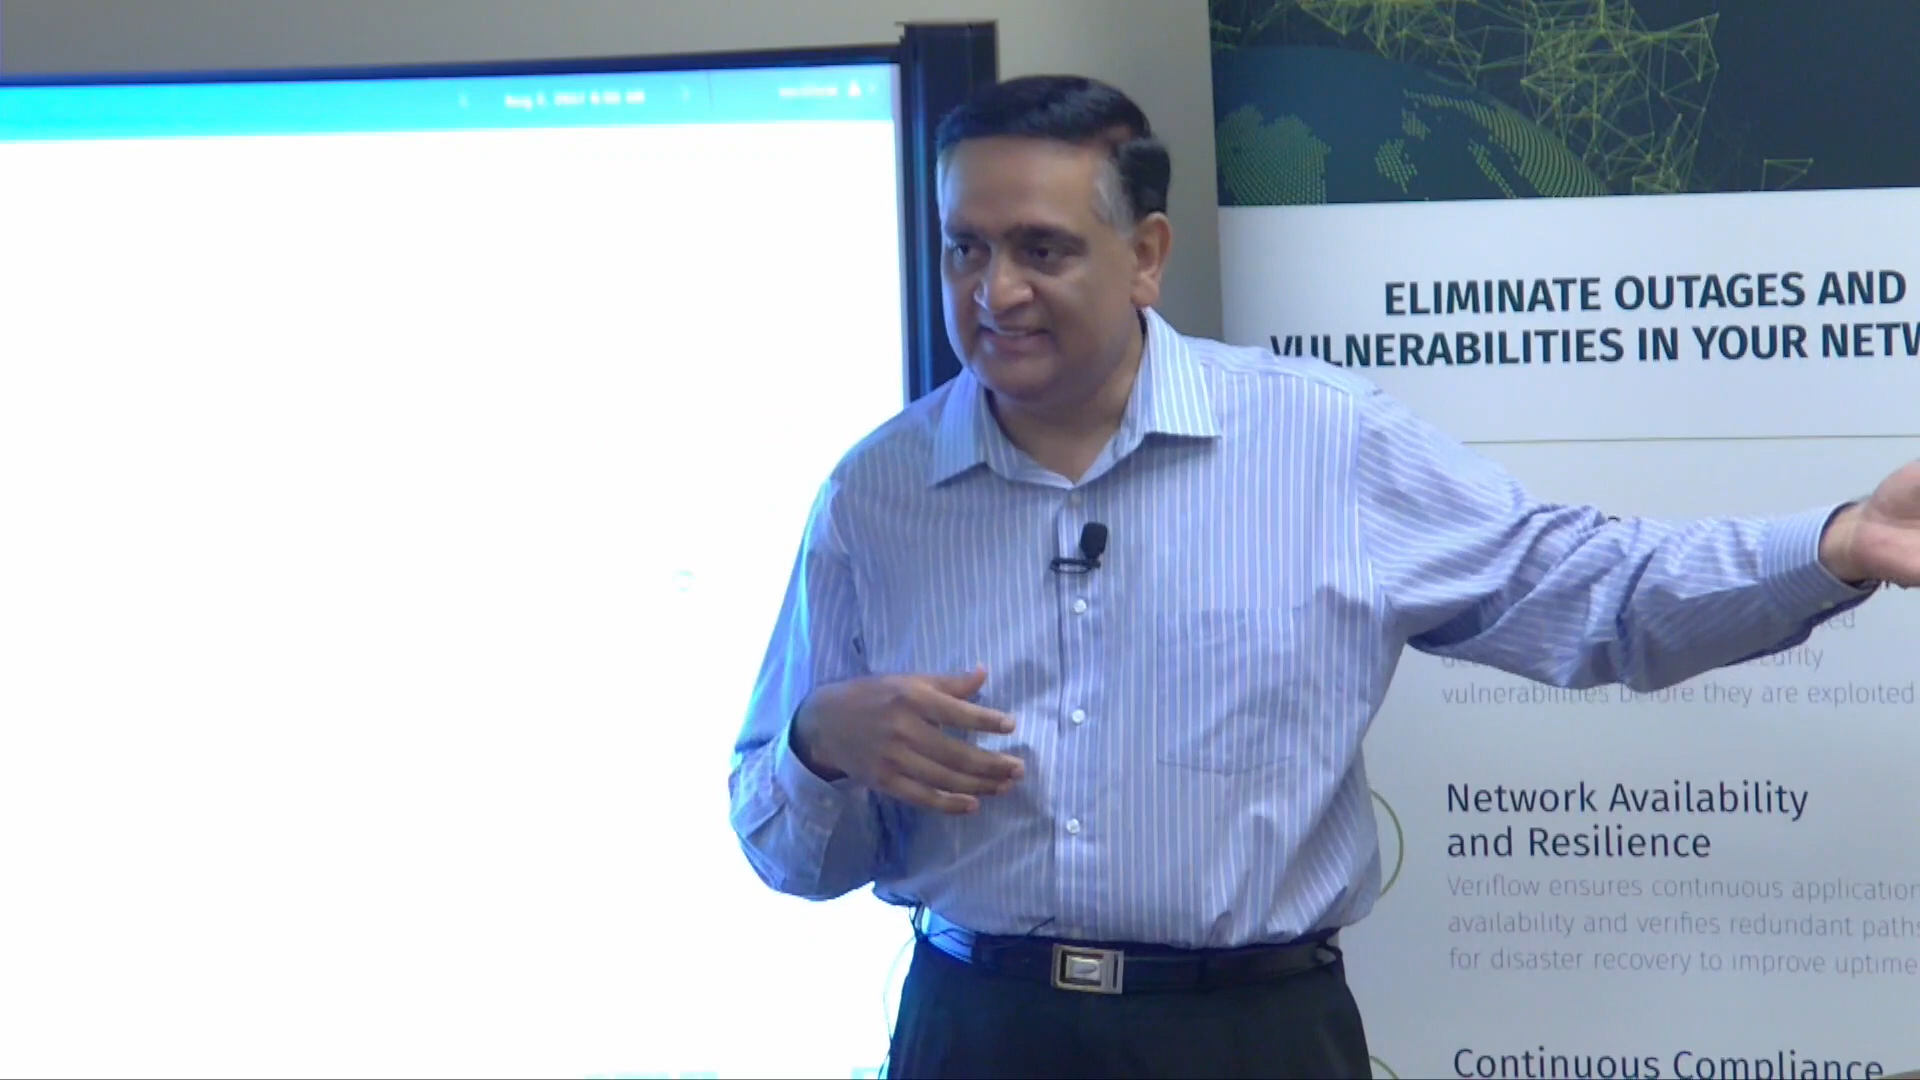 ELIMINATE OUTAGES AND
VULNERABILITIES IN YOUR NETW
vulnerabilities before they are exploited
Network Availability
and Resilience
Veriflow ensures continuous application
availability and verifies redundant paths
for disaster recovery to improve uptime
Continuous Compliance